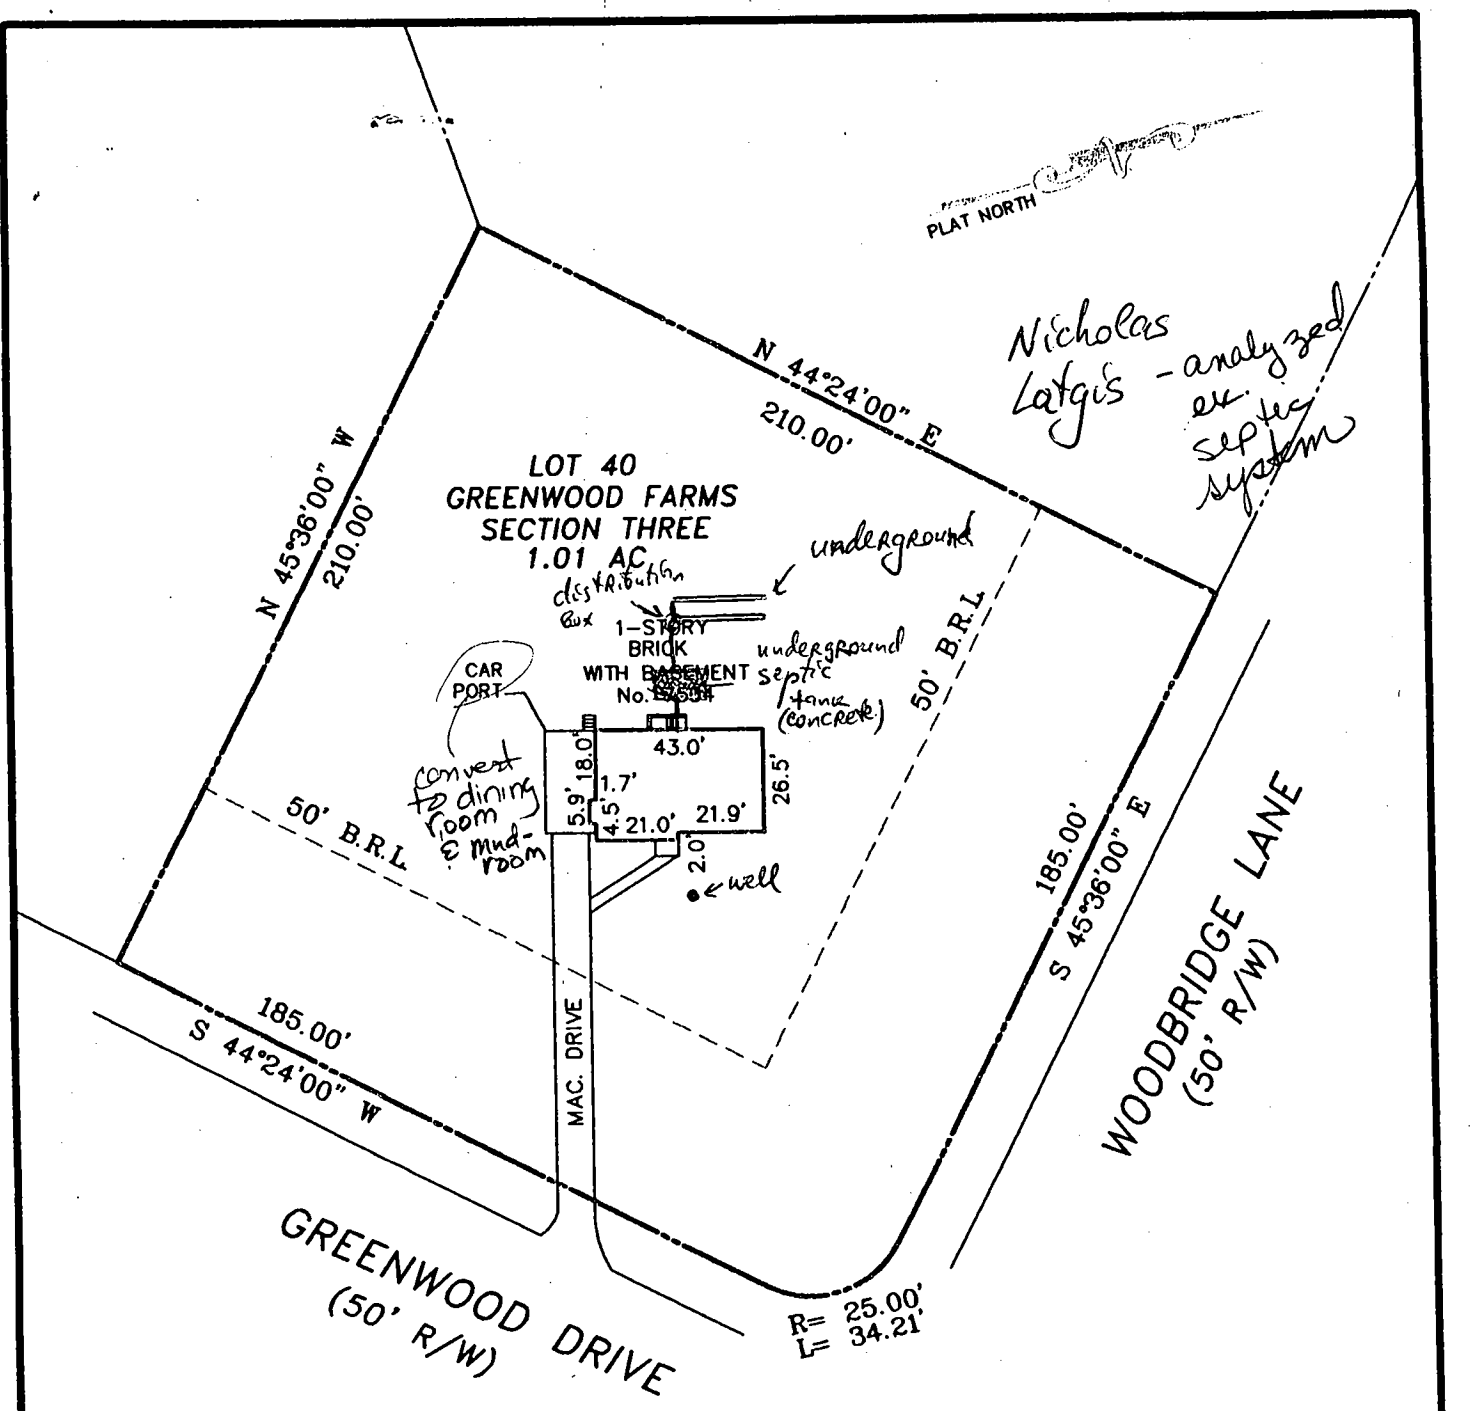 PLAT NORTH
Nicholas
Latgis - analyzed
ex.
septic
system
N 44°24'00" E
210.00'
N 45°36'00" W
210.00'
LOT 40
GREENWOOD FARMS
SECTION THREE
1.01 AC.
underground
distribution
Box
1-STORY
BRICK
WITH BASEMENT
No.
underground
septic
tank
(concrete)
50' B.R.L
CAR
PORT
43.0'
18.0'
26.5'
1.7'
5.9'
4.5'
21.0'
21.9'
2.0'
convert
to dining
room
& mud-
room
well
50' B.R.L
185.00'
S 45°36'00" E
WOODBRIDGE LANE
(50' R/W)
MAC. DRIVE
185.00'
S 44°24'00" W
GREENWOOD DRIVE
(50' R/W)
R= 25.00'
L= 34.21'